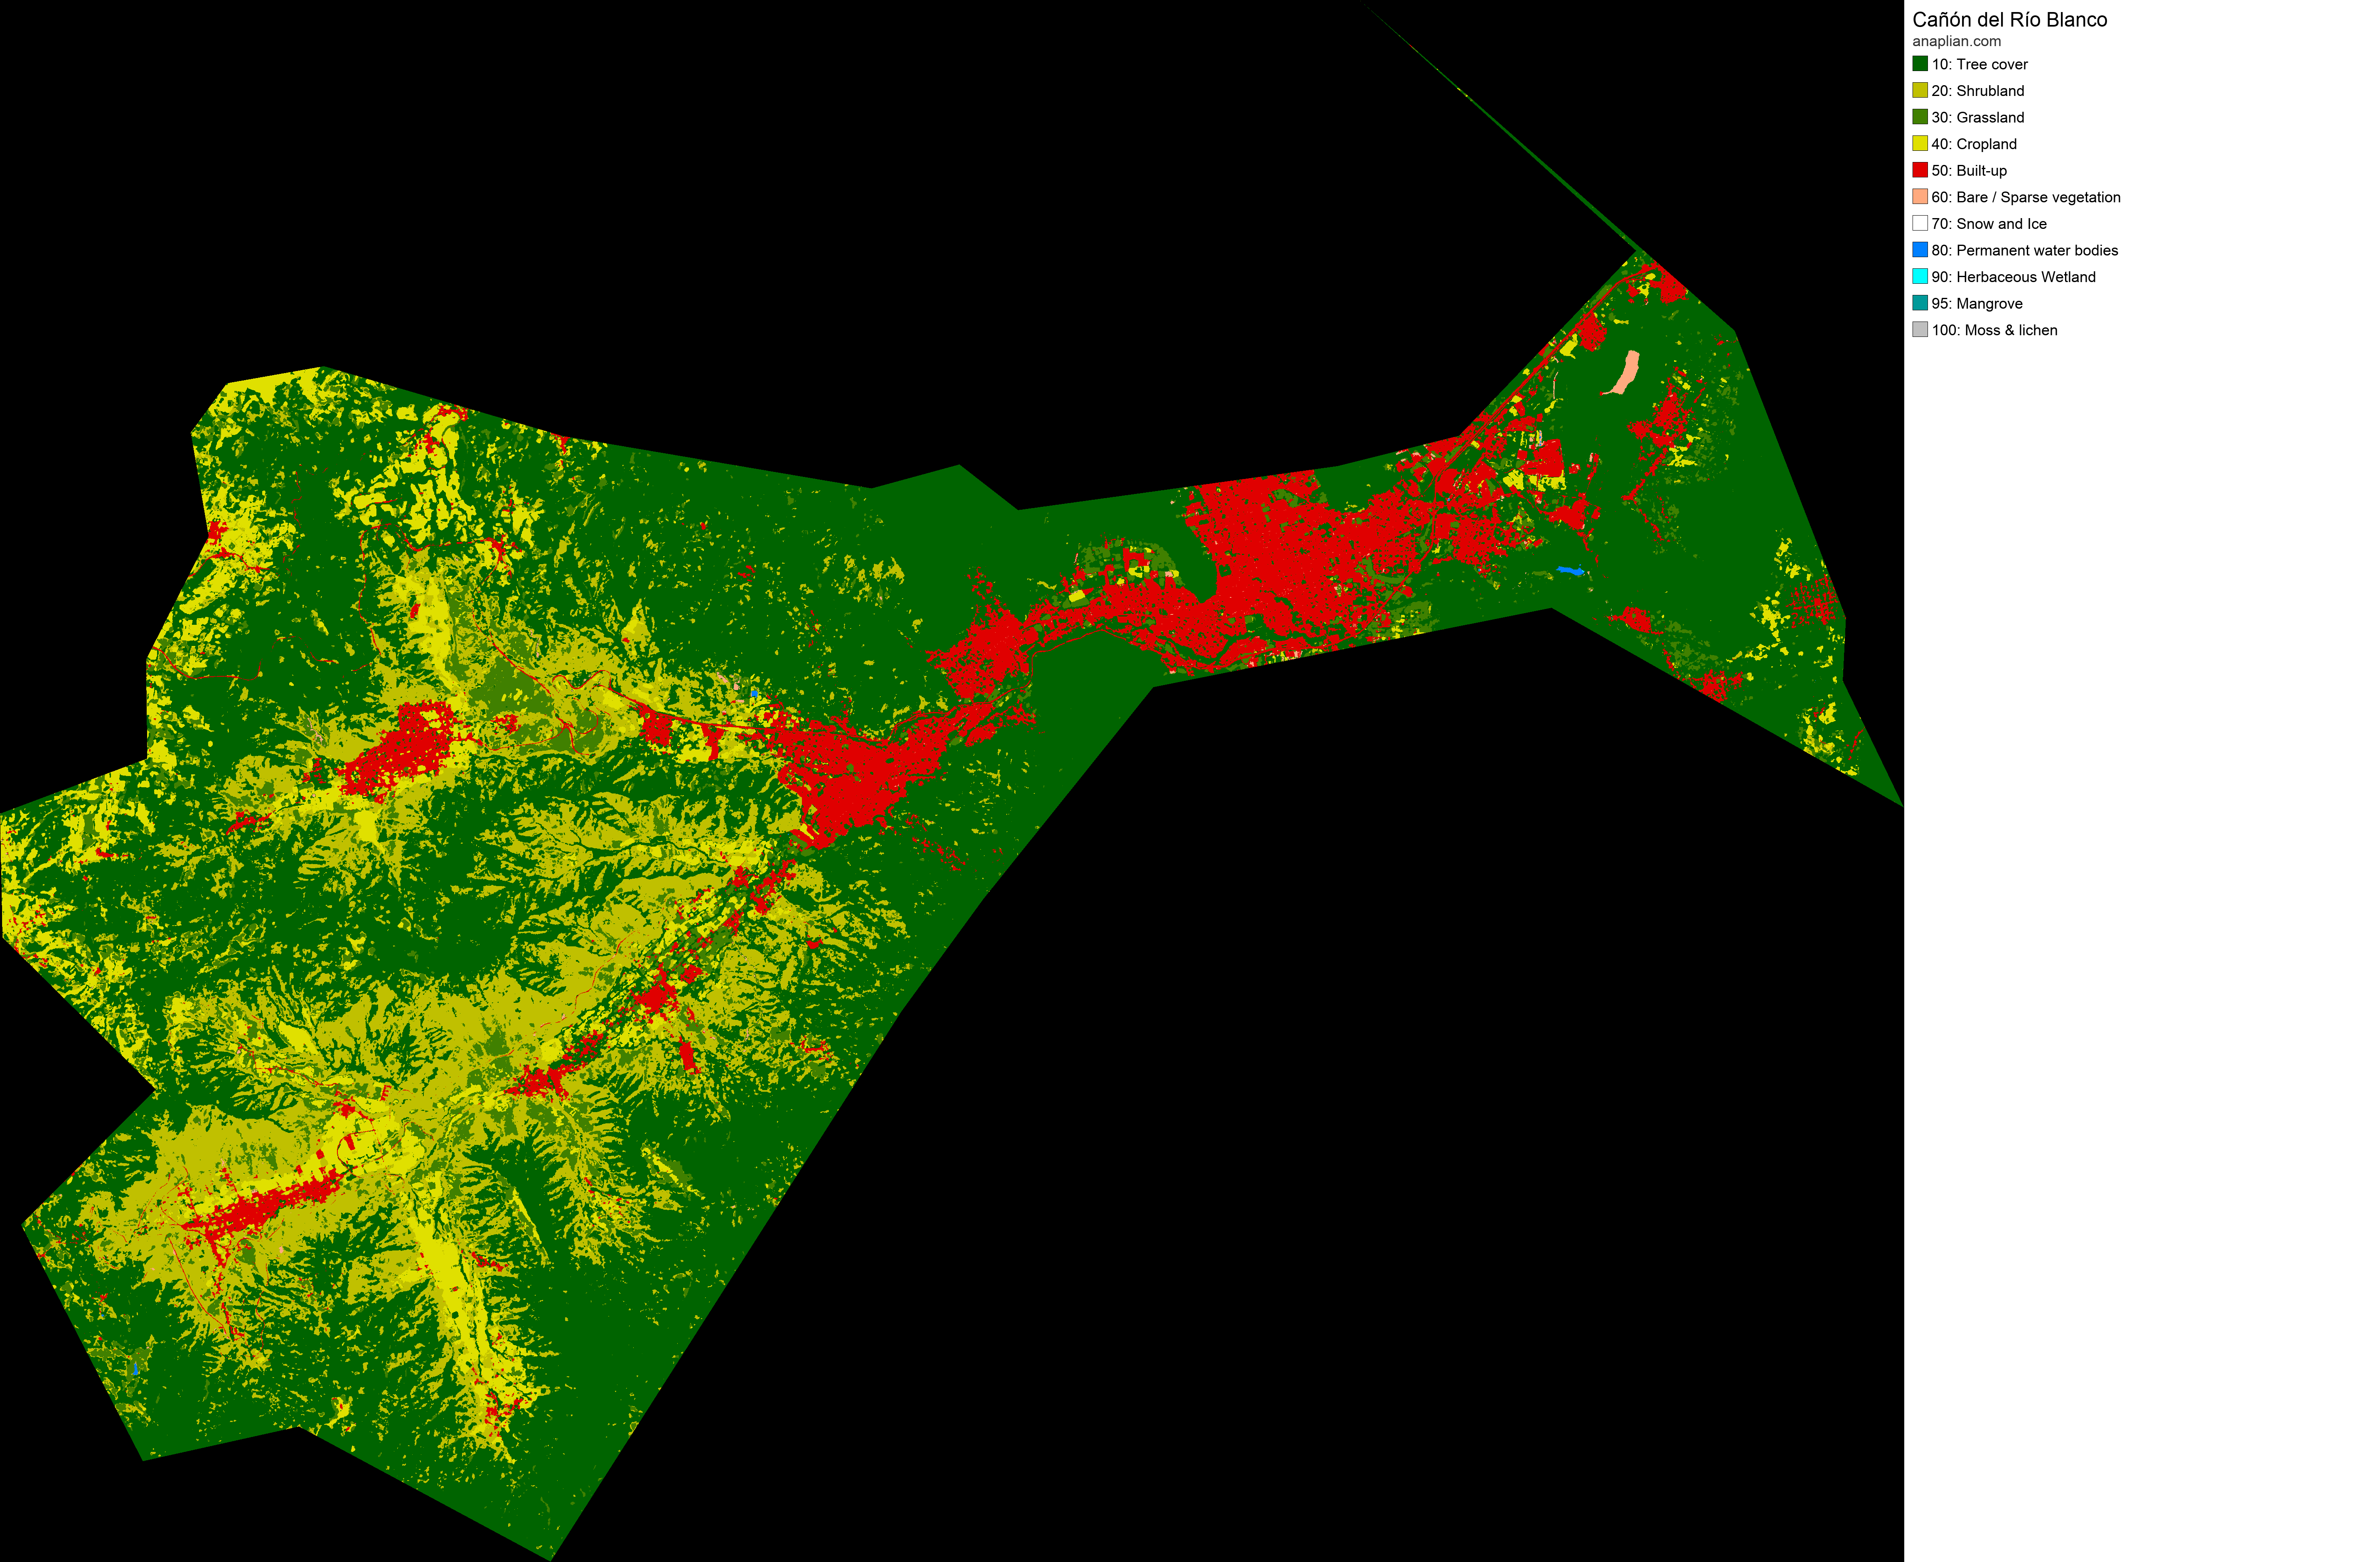 Cañón del Río Blanco
anaplian.com
10: Tree cover
20: Shrubland
30: Grassland
40: Cropland
50: Built-up
60: Bare / Sparse vegetation
70: Snow and Ice
80: Permanent water bodies
90: Herbaceous Wetland
95: Mangrove
100: Moss & lichen